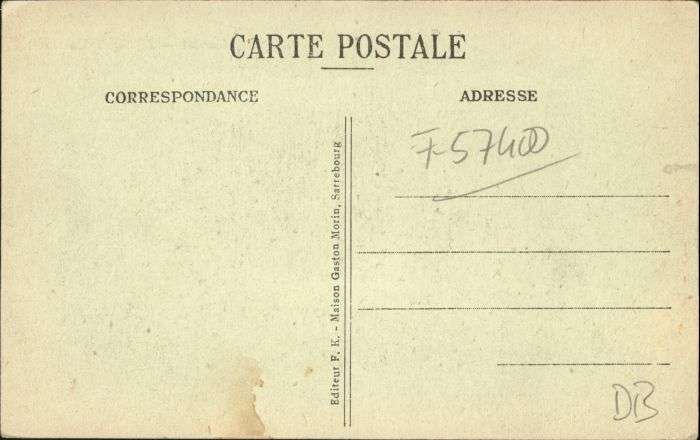 CARTE POSTALE
CORRESPONDANCE
ADRESSE
F-57400
Editeur F. K. - Maison Gaston Morin, Sarrebourg
DB